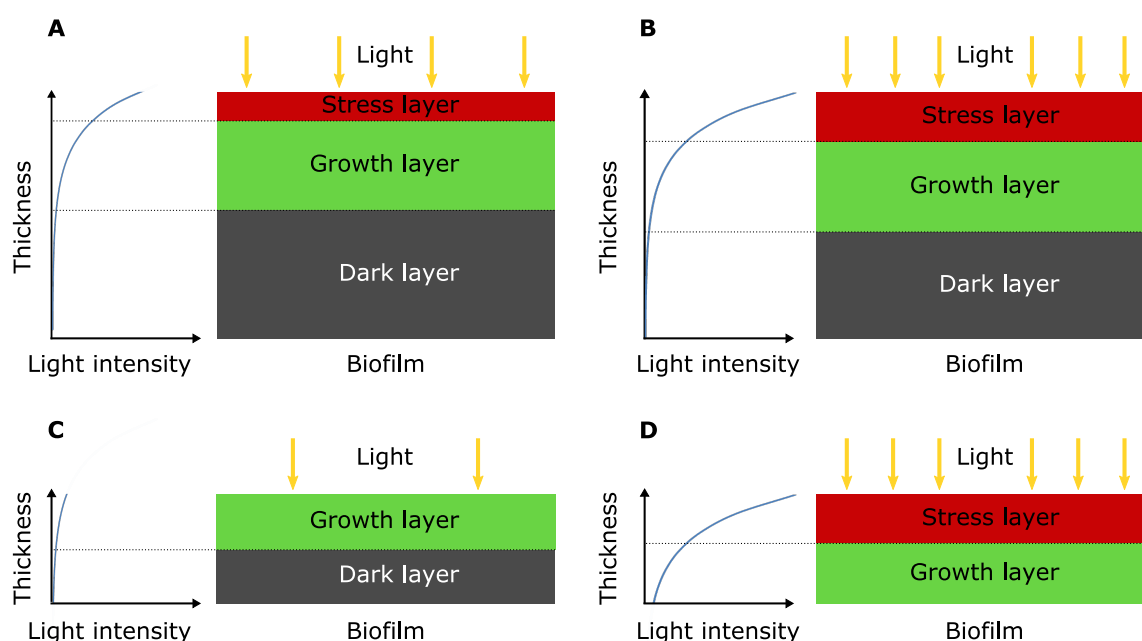 A
Light
Thickness
Stress layer
Growth layer
Dark layer
Light intensity
Biofilm
B
Light
Thickness
Stress layer
Growth layer
Dark layer
Light intensity
Biofilm
C
Light
Thickness
Growth layer
Dark layer
Light intensity
Biofilm
D
Light
Thickness
Stress layer
Growth layer
Light intensity
Biofilm